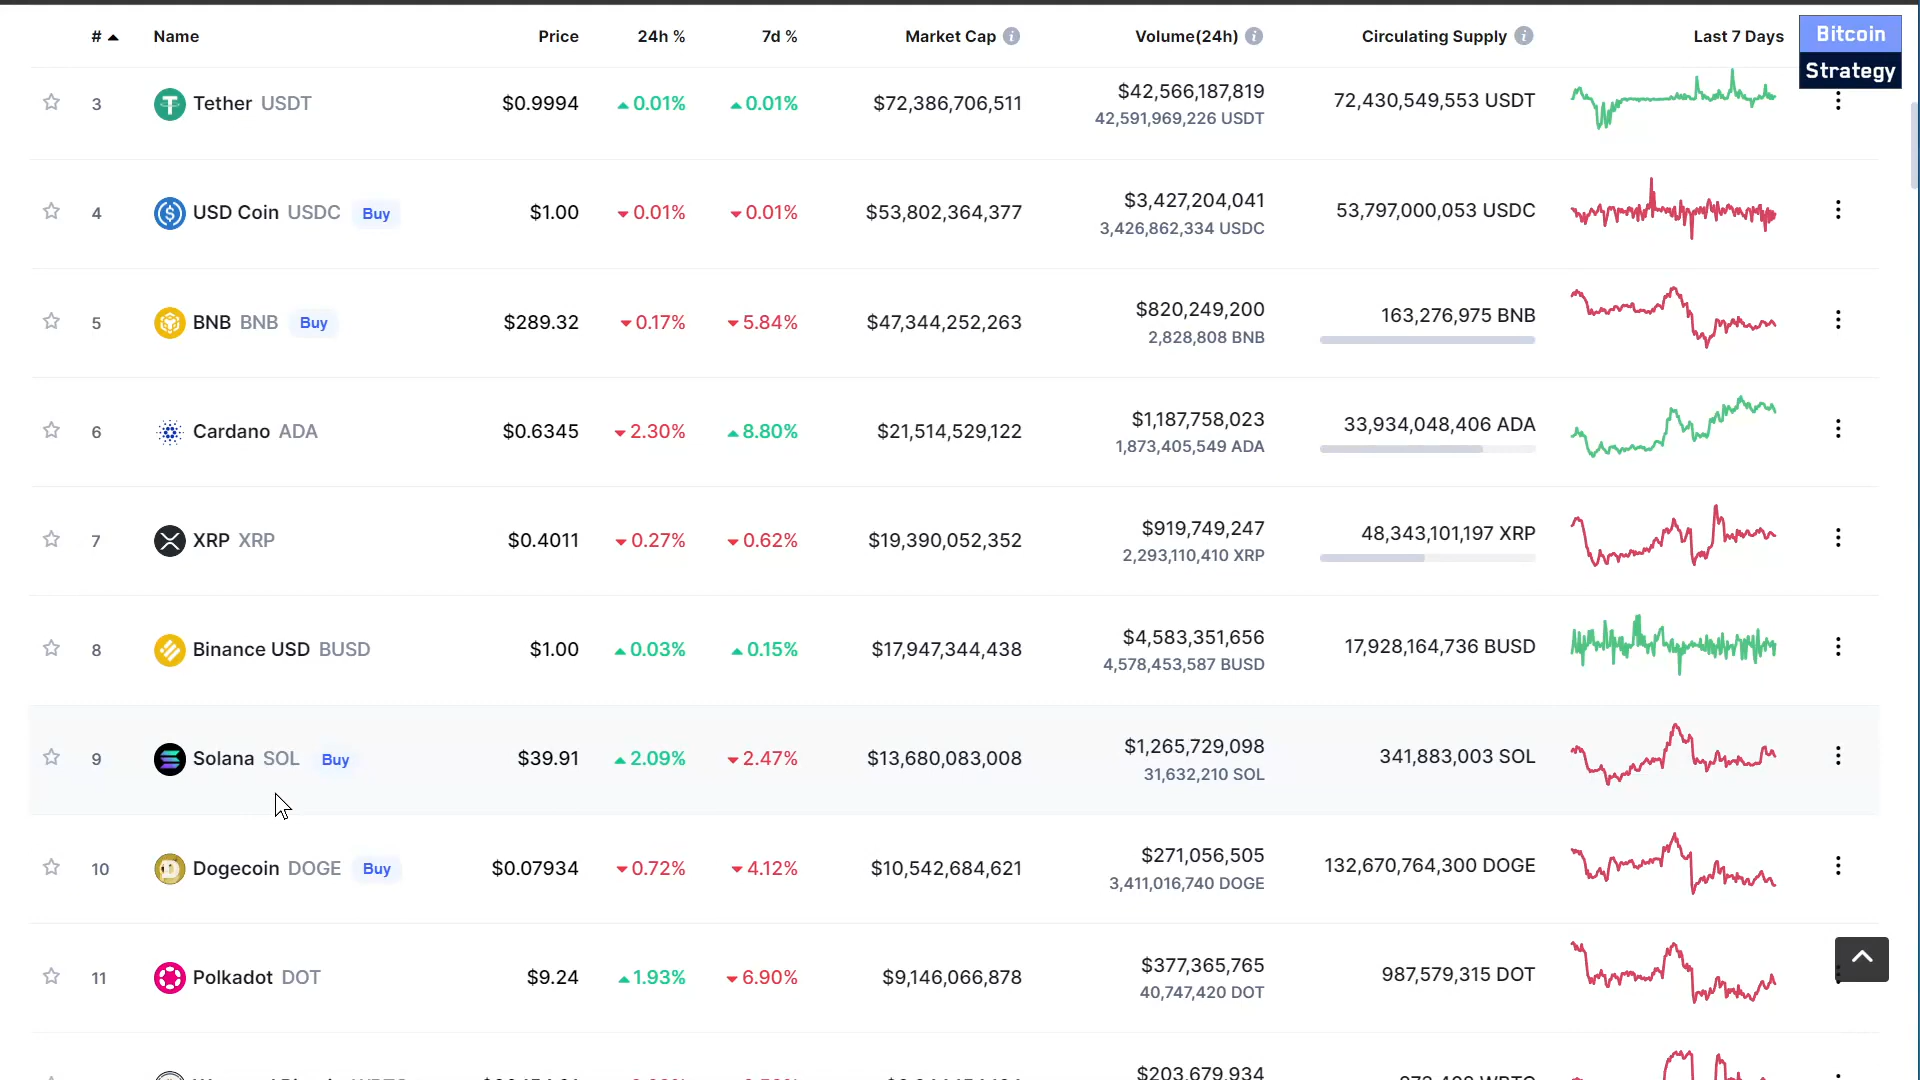 # Name Price 24h % 7d % Market Cap Volume(24h) Circulating Supply Last 7 Days
Bitcoin
Strategy
3 Tether USDT $0.9994 0.01% 0.01% $72,386,706,511 $42,566,187,819 72,430,549,553 USDT
42,591,969,226 USDT
4 USD Coin USDC Buy $1.00 0.01% 0.01% $53,802,364,377 $3,427,204,041 53,797,000,053 USDC
3,426,862,334 USDC
5 BNB BNB Buy $289.32 0.17% 5.84% $47,344,252,263 $820,249,200 163,276,975 BNB
2,828,808 BNB
6 Cardano ADA $0.6345 2.30% 8.80% $21,514,529,122 $1,187,758,023 33,934,048,406 ADA
1,873,405,549 ADA
7 XRP XRP $0.4011 0.27% 0.62% $19,390,052,352 $919,749,247 48,343,101,197 XRP
2,293,110,410 XRP
8 Binance USD BUSD $1.00 0.03% 0.15% $17,947,344,438 $4,583,351,656 17,928,164,736 BUSD
4,578,453,587 BUSD
9 Solana SOL Buy $39.91 2.09% 2.47% $13,680,083,008 $1,265,729,098 341,883,003 SOL
31,632,210 SOL
10 Dogecoin DOGE Buy $0.07934 0.72% 4.12% $10,542,684,621 $271,056,505 132,670,764,300 DOGE
3,411,016,740 DOGE
11 Polkadot DOT $9.24 1.93% 6.90% $9,146,066,878 $377,365,765 987,579,315 DOT
40,747,420 DOT
$203,679,934